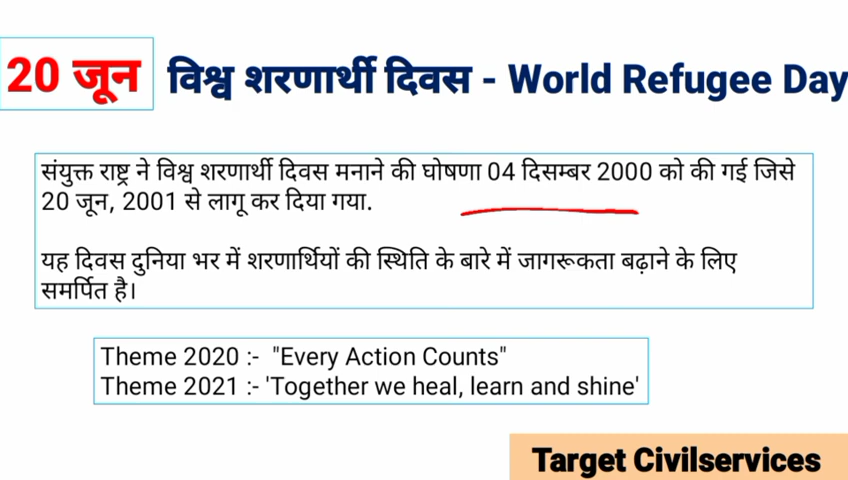 20 जून विश्व शरणार्थी दिवस - World Refugee Day
संयुक्त राष्ट्र ने विश्व शरणार्थी दिवस मनाने की घोषणा 04 दिसम्बर 2000 को की गई जिसे
20 जून, 2001 से लागू कर दिया गया.
यह दिवस दुनिया भर में शरणार्थियों की स्थिति के बारे में जागरूकता बढ़ाने के लिए
समर्पित है।
Theme 2020 :- "Every Action Counts"
Theme 2021 :- 'Together we heal, learn and shine'
Target Civilservices